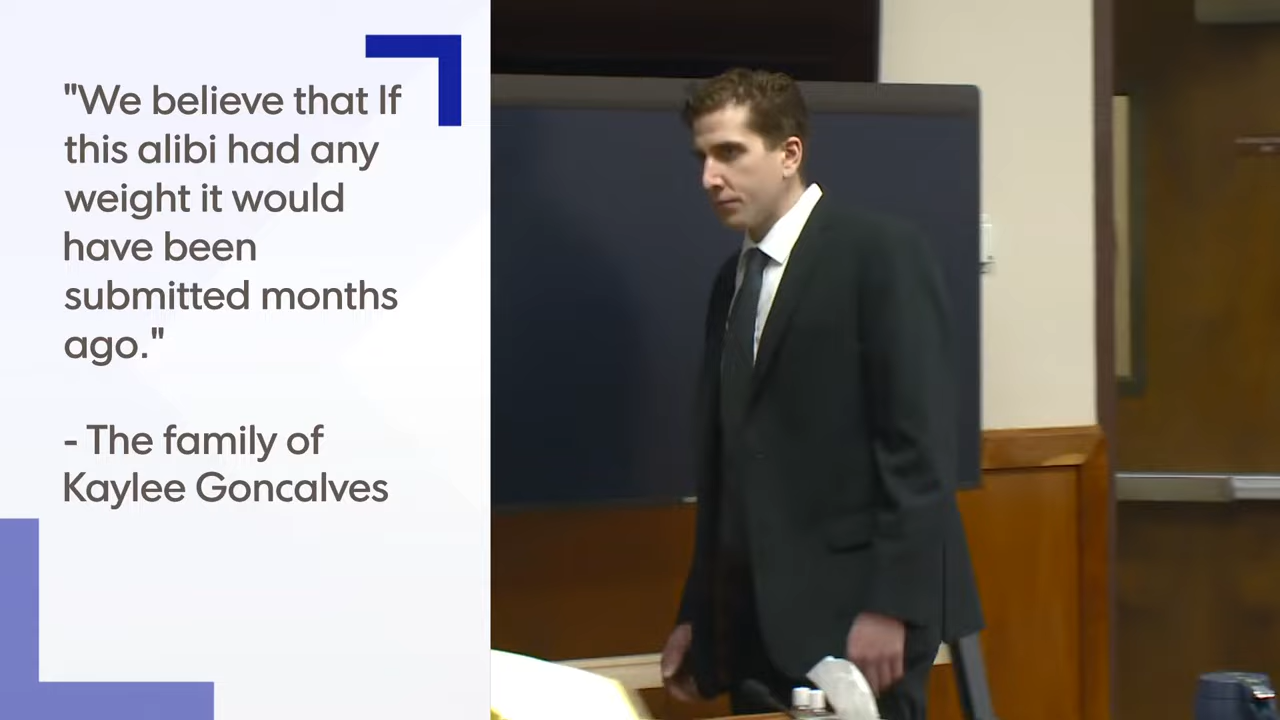 "We believe that If
this alibi had any
weight it would
have been
submitted months
ago."
- The family of
Kaylee Goncalves